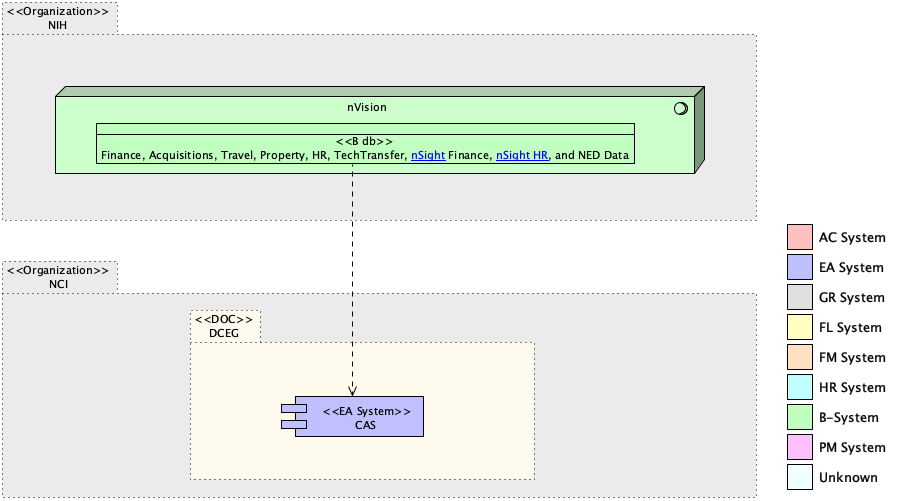 <<Organization>>
NIH
nVision
<<B db>>
Finance, Acquisitions, Travel, Property, HR, TechTransfer, nSight Finance, nSight HR, and NED Data
<<Organization>>
NCI
<<DOC>>
DCEG
<<EA System>>
CAS
AC System
EA System
GR System
FL System
FM System
HR System
B-System
PM System
Unknown